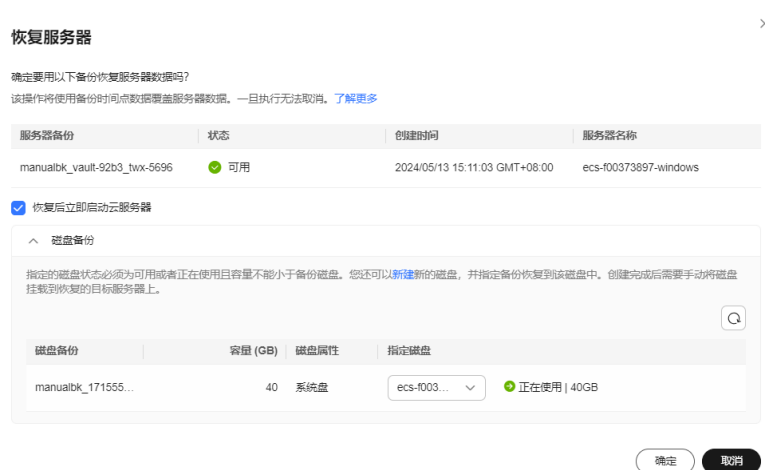 恢复服务器
确定要用以下备份恢复服务器数据吗?
该操作将使用备份时间点数据覆盖服务器数据。一旦执行无法取消。了解更多
服务器备份 状态 创建时间 服务器名称
manualbk_vault-92b3_twx-5696 可用 2024/05/13 15:11:03 GMT+08:00 ecs-f00373897-windows
恢复后立即启动云服务器
磁盘备份
指定的磁盘状态必须为可用或者正在使用且容量不能小于备份磁盘。您还可以新建新的磁盘，并指定备份恢复到该磁盘中。创建完成后需要手动将磁盘
挂载到恢复的目标服务器上。
磁盘备份 容量 (GB) 磁盘属性 指定磁盘
manualbk_171555... 40 系统盘 ecs-f003... 正在使用 | 40GB
确定 取消